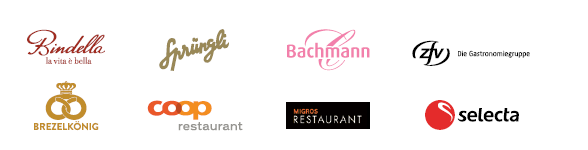 Bindella
la vita è bella
Sprüngli
Bachmann
zfv Die Gastronomiegruppe
BREZELKÖNIG
coop
restaurant
MIGROS
RESTAURANT
selecta